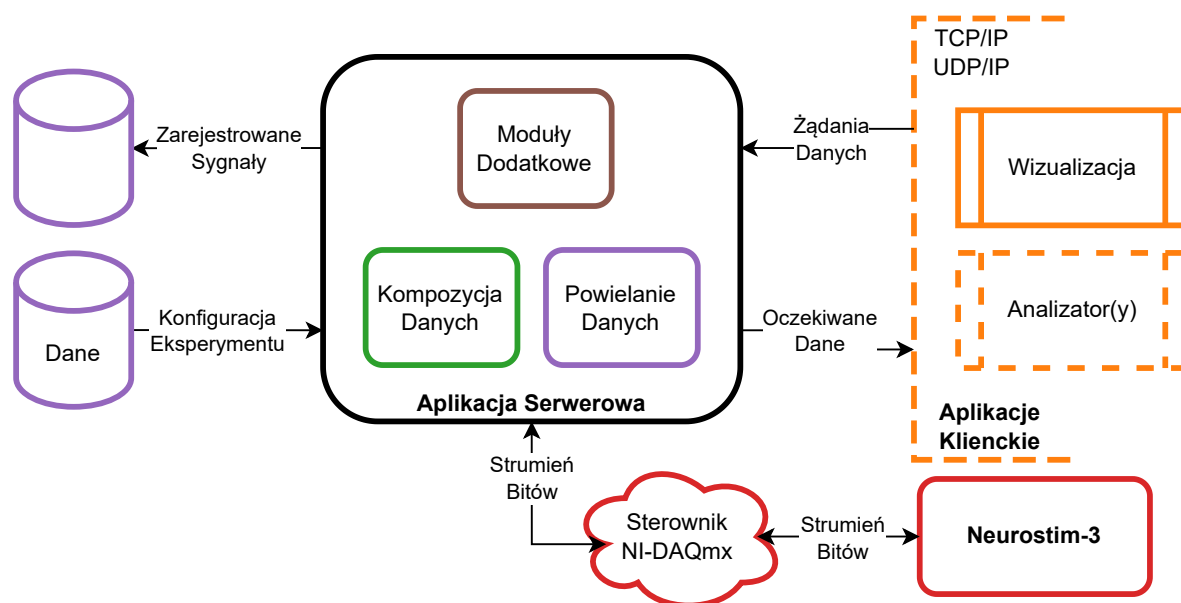 TCP/IP
UDP/IP
Zarejestrowane
Sygnały
Moduły
Dodatkowe
Żądania
Danych
Wizualizacja
Dane
Konfiguracja
Eksperymentu
Kompozycja
Danych
Powielanie
Danych
Oczekiwane
Dane
Analizator(y)
Aplikacja Serwerowa
Aplikacje
Klienckie
Strumień
Bitów
Sterownik
NI-DAQmx
Strumień
Bitów
Neurostim-3